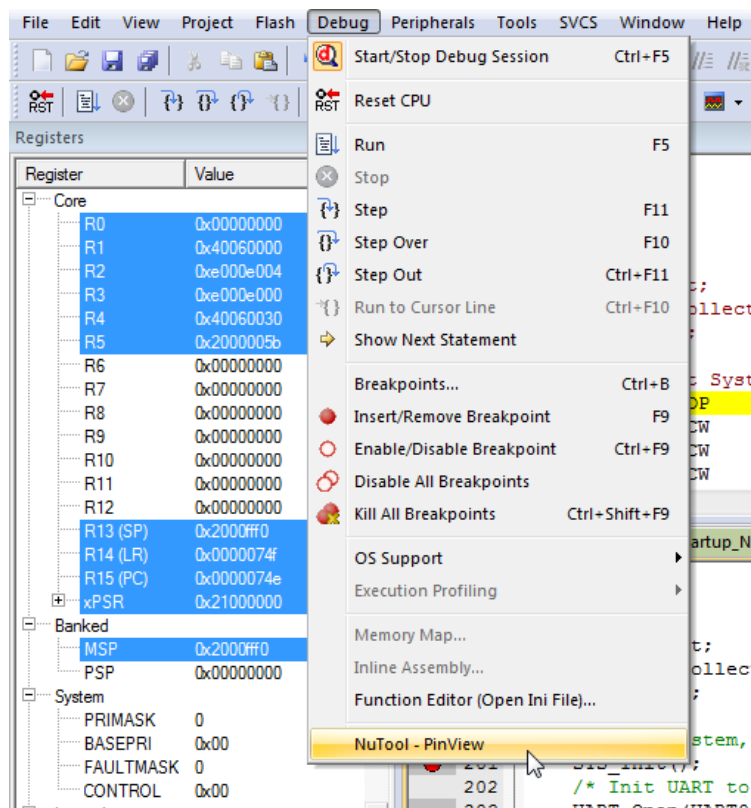 File Edit View Project Flash Debug Peripherals Tools SVCS Window Help
Start/Stop Debug Session Ctrl+F5
RST
RST Reset CPU
Registers
Run F5
Register Value
Stop
Core
R0 0x00000000
Step F11
R1 0x40060000
Step Over F10
R2 0xe000e004
Step Out Ctrl+F11
R3 0xe000e000
Run to Cursor Line Ctrl+F10
R4 0x40060030
Show Next Statement
R5 0x2000005b
R6 0x00000000
Breakpoints... Ctrl+B
R7 0x00000000
Insert/Remove Breakpoint F9
R8 0x00000000
R9 0x00000000
Enable/Disable Breakpoint Ctrl+F9
R10 0x00000000
Disable All Breakpoints
R11 0x00000000
R12 0x00000000
Kill All Breakpoints Ctrl+Shift+F9
R13 (SP) 0x2000fff0
R14 (LR) 0x0000074f
OS Support
R15 (PC) 0x0000074e
Execution Profiling
xPSR 0x21000000
Banked
Memory Map...
MSP 0x2000fff0
Inline Assembly...
PSP 0x00000000
Function Editor (Open Ini File)...
System
PRIMASK 0
NuTool - PinView
BASEPRI 0x00
FAULTMASK 0
201 SYS_Init();
CONTROL 0x00
202 /* Init UART to